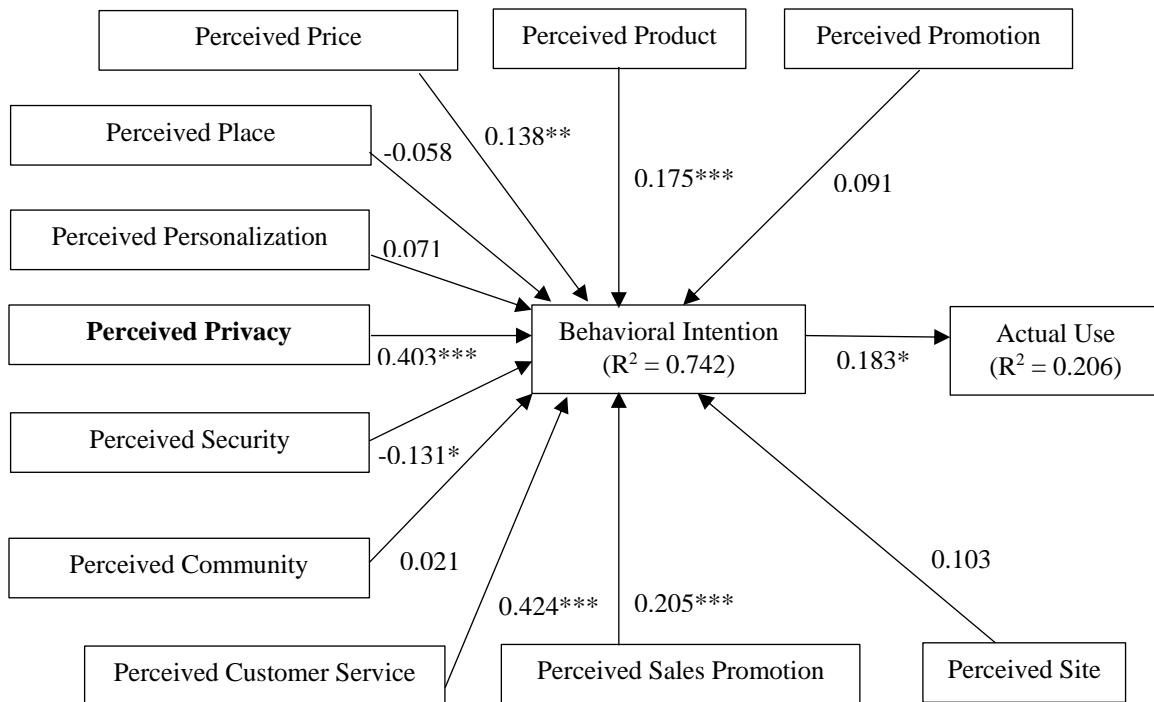 Perceived Price
Perceived Product
Perceived Promotion
Perceived Place
-0.058
0.138**
0.175***
0.091
Perceived Personalization
0.071
Perceived Privacy
0.403***
Behavioral Intention
(R² = 0.742)
0.183*
Actual Use
(R² = 0.206)
Perceived Security
-0.131*
Perceived Community
0.021
0.424***
0.205***
0.103
Perceived Customer Service
Perceived Sales Promotion
Perceived Site